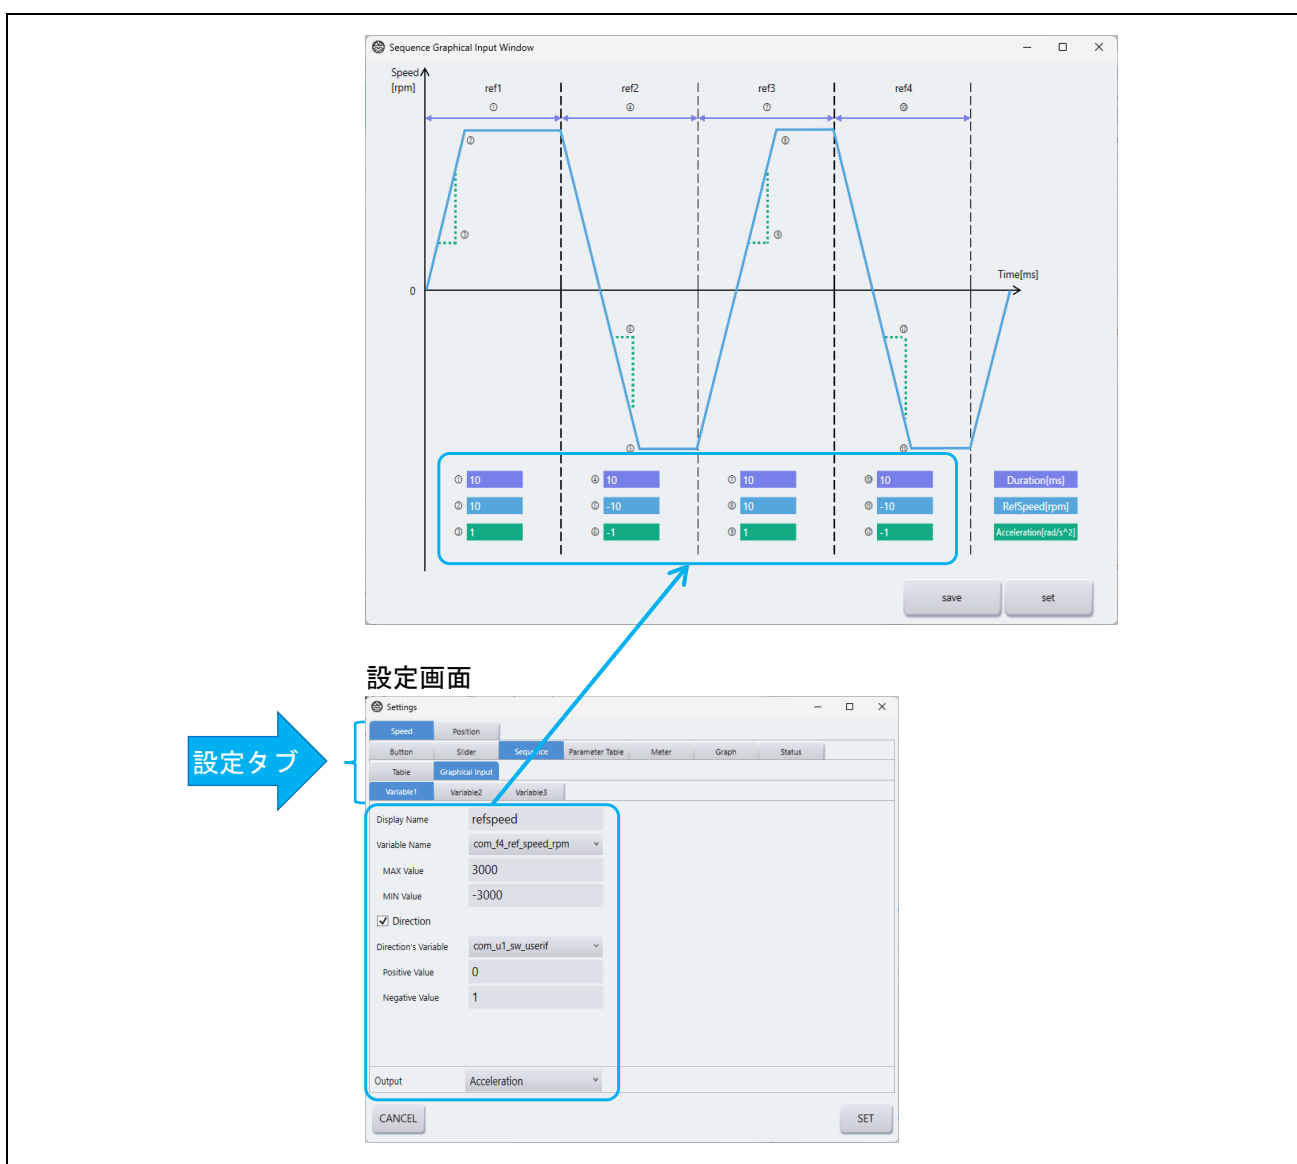 Sequence Graphical Input Window
Speed
[rpm]
ref1
ref2
ref3
ref4
①
④
⑦
⑩
②
⑧
③
⑨
Time[ms]
0
⑥
⑫
⑤
⑪
① 10 ④ 10 ⑦ 10 ⑩ 10 Duration[ms]
② 10 ⑤ -10 ⑧ 10 ⑪ -10 RefSpeed[rpm]
③ 1 ⑥ -1 ⑨ 1 ⑫ -1 Acceleration[rad/s^2]
save set
設定画面
Settings
設定タブ
Speed Position
Button Slider Sequence Parameter Table Meter Graph Status
Table Graphical Input
Variable1 Variable2 Variable3
Display Name refspeed
Variable Name com_f4_ref_speed_rpm
MAX Value 3000
MIN Value -3000
Direction
Direction's Variable com_u1_sw_userif
Positive Value 0
Negative Value 1
Output Acceleration
CANCEL SET